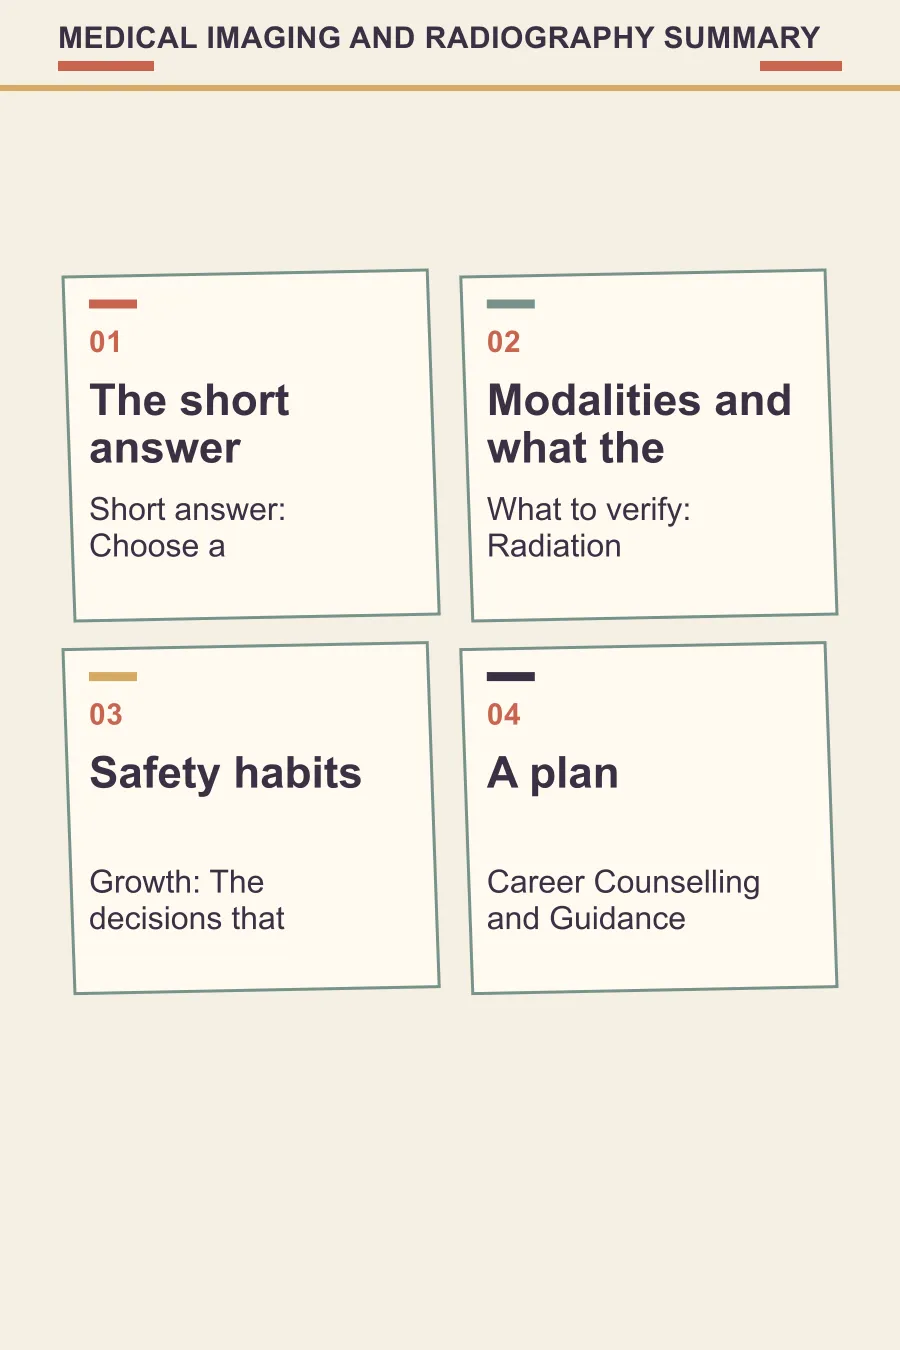 MEDICAL IMAGING AND RADIOGRAPHY SUMMARY
01
The short
answer
Short answer:
Choose a
02
Modalities and
what the
What to verify:
Radiation
03
Safety habits
Growth: The
decisions that
04
A plan
Career Counselling
and Guidance